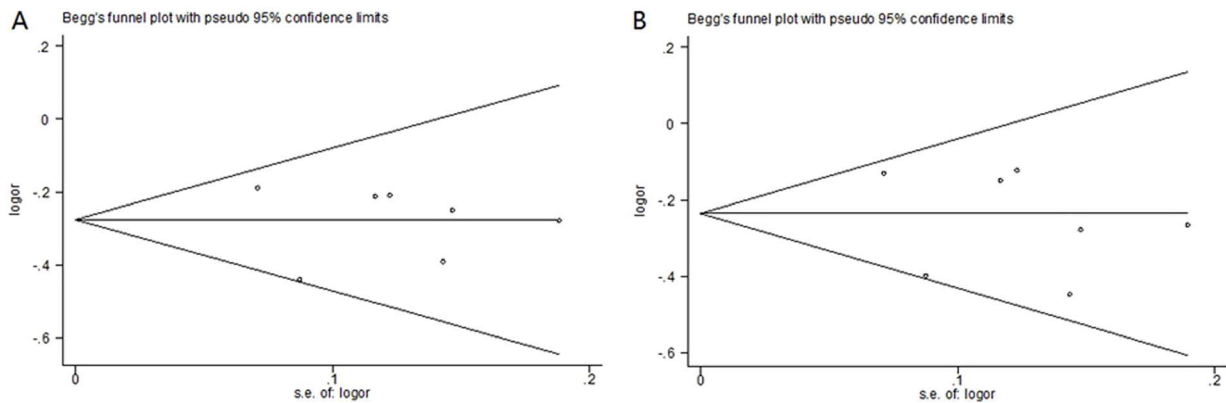 A
Begg's funnel plot with pseudo 95% confidence limits
.2
0
-.2
-.4
-.6
logor
0
.1
.2
s.e. of: logor
B
Begg's funnel plot with pseudo 95% confidence limits
.2
0
-.2
-.4
-.6
logor
0
.1
.2
s.e. of: logor